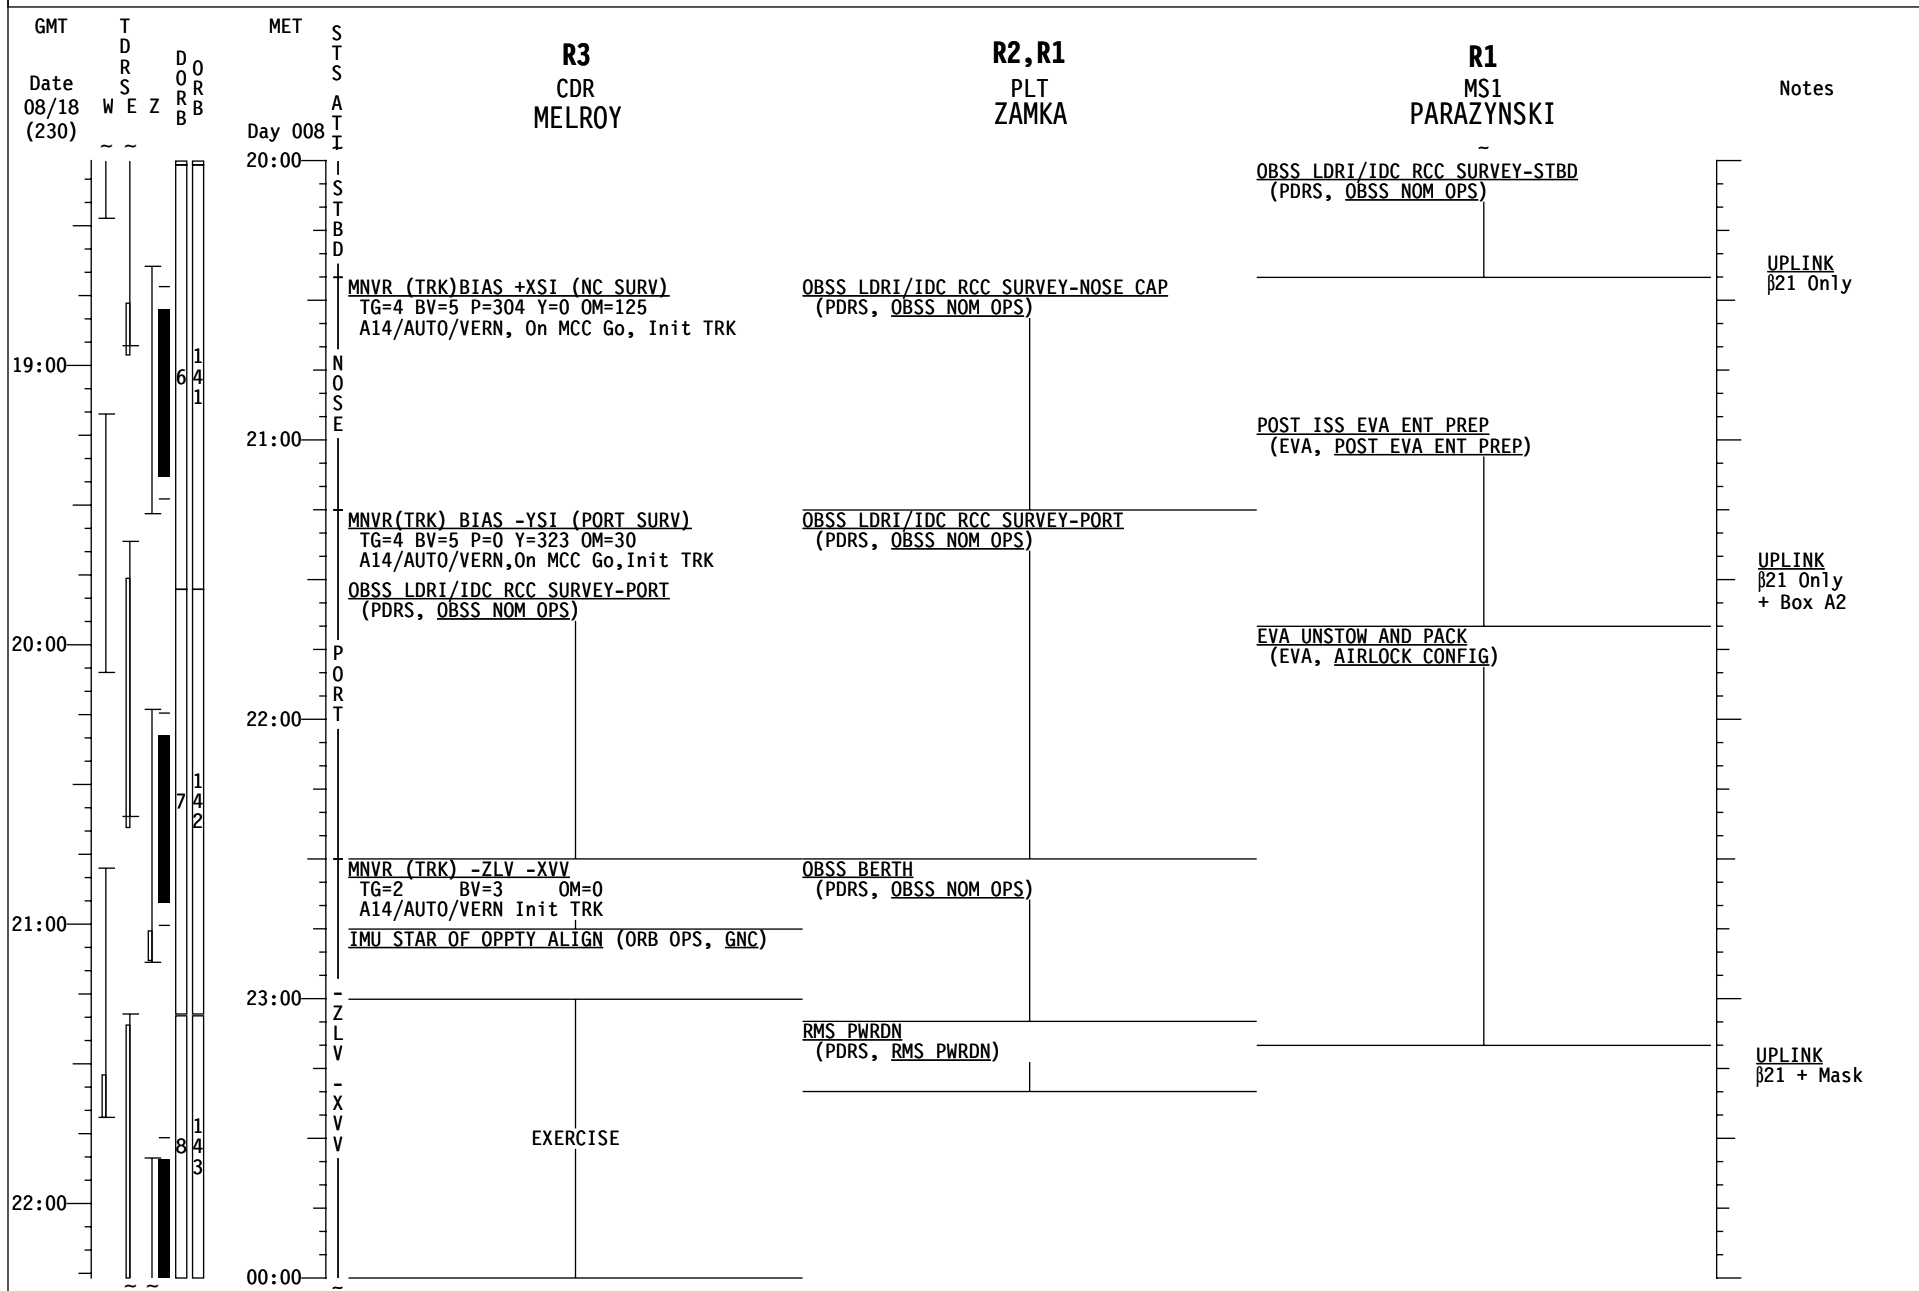 GMT
Date
08/18
(230)
TDRS
W E Z
DORB
ORB
MET
Day 008
STS ATT
R3
CDR
MELROY
R2,R1
PLT
ZAMKA
R1
MS1
PARAZYNSKI
Notes
~ ~
~
19:00
20:00
21:00
22:00
6
141
7
142
8
143
~ ~
20:00
21:00
22:00
23:00
00:00
STBD
NOSE
PORT
-ZLV -XVV
~
MNVR (TRK)BIAS +XSI (NC SURV)
TG=4 BV=5 P=304 Y=0 OM=125
A14/AUTO/VERN, On MCC Go, Init TRK
MNVR(TRK) BIAS -YSI (PORT SURV)
TG=4 BV=5 P=0 Y=323 OM=30
A14/AUTO/VERN,On MCC Go,Init TRK
OBSS LDRI/IDC RCC SURVEY-PORT
(PDRS, OBSS NOM OPS)
MNVR (TRK) -ZLV -XVV
TG=2 BV=3 OM=0
A14/AUTO/VERN Init TRK
IMU STAR OF OPPTY ALIGN (ORB OPS, GNC)
EXERCISE
OBSS LDRI/IDC RCC SURVEY-NOSE CAP
(PDRS, OBSS NOM OPS)
OBSS LDRI/IDC RCC SURVEY-PORT
(PDRS, OBSS NOM OPS)
OBSS BERTH
(PDRS, OBSS NOM OPS)
RMS PWRDN
(PDRS, RMS PWRDN)
OBSS LDRI/IDC RCC SURVEY-STBD
(PDRS, OBSS NOM OPS)
POST ISS EVA ENT PREP
(EVA, POST EVA ENT PREP)
EVA UNSTOW AND PACK
(EVA, AIRLOCK CONFIG)
UPLINK
β21 Only
UPLINK
β21 Only
+ Box A2
UPLINK
β21 + Mask